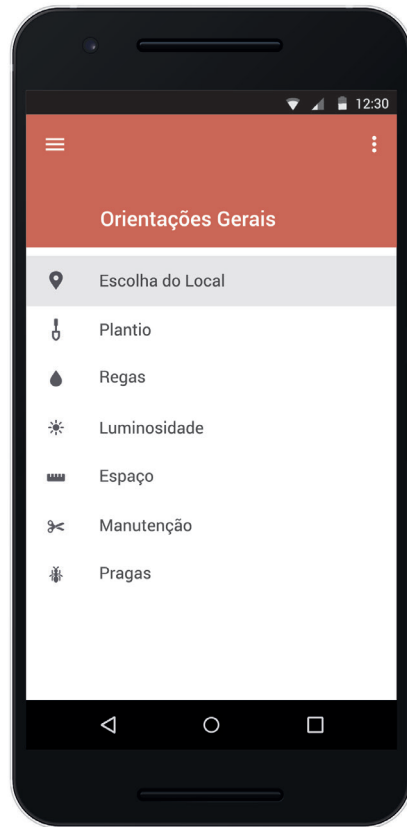 12:30
Orientações Gerais
Escolha do Local
Plantio
Regas
Luminosidade
Espaço
Manutenção
Pragas